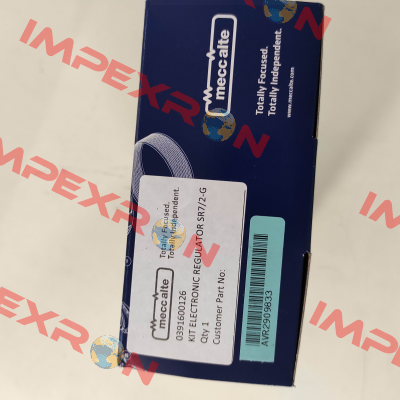 meccalte
Totally Focused.
Totally Independent.
www.meccalte.com
meccalte
Totally Focused.
Totally Independent.
0391600126
KIT ELECTRONIC REGULATOR SR7/2-G
Qty 1
Customer Part No:
AVR2909833
IMPEXRON
IMPEXRON
IMPEXRON